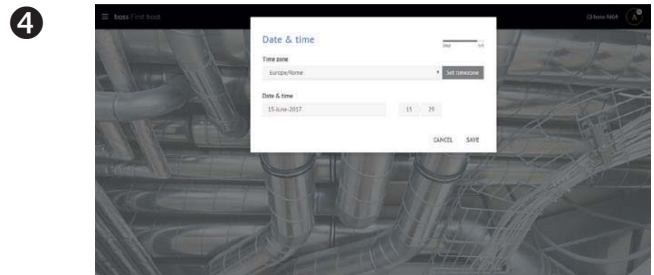 4
boss / First boot
Date & time
Time zone
Europe/Rome
Set timezone
Date & time
15-June-2017
15 : 29
CANCEL SAVE